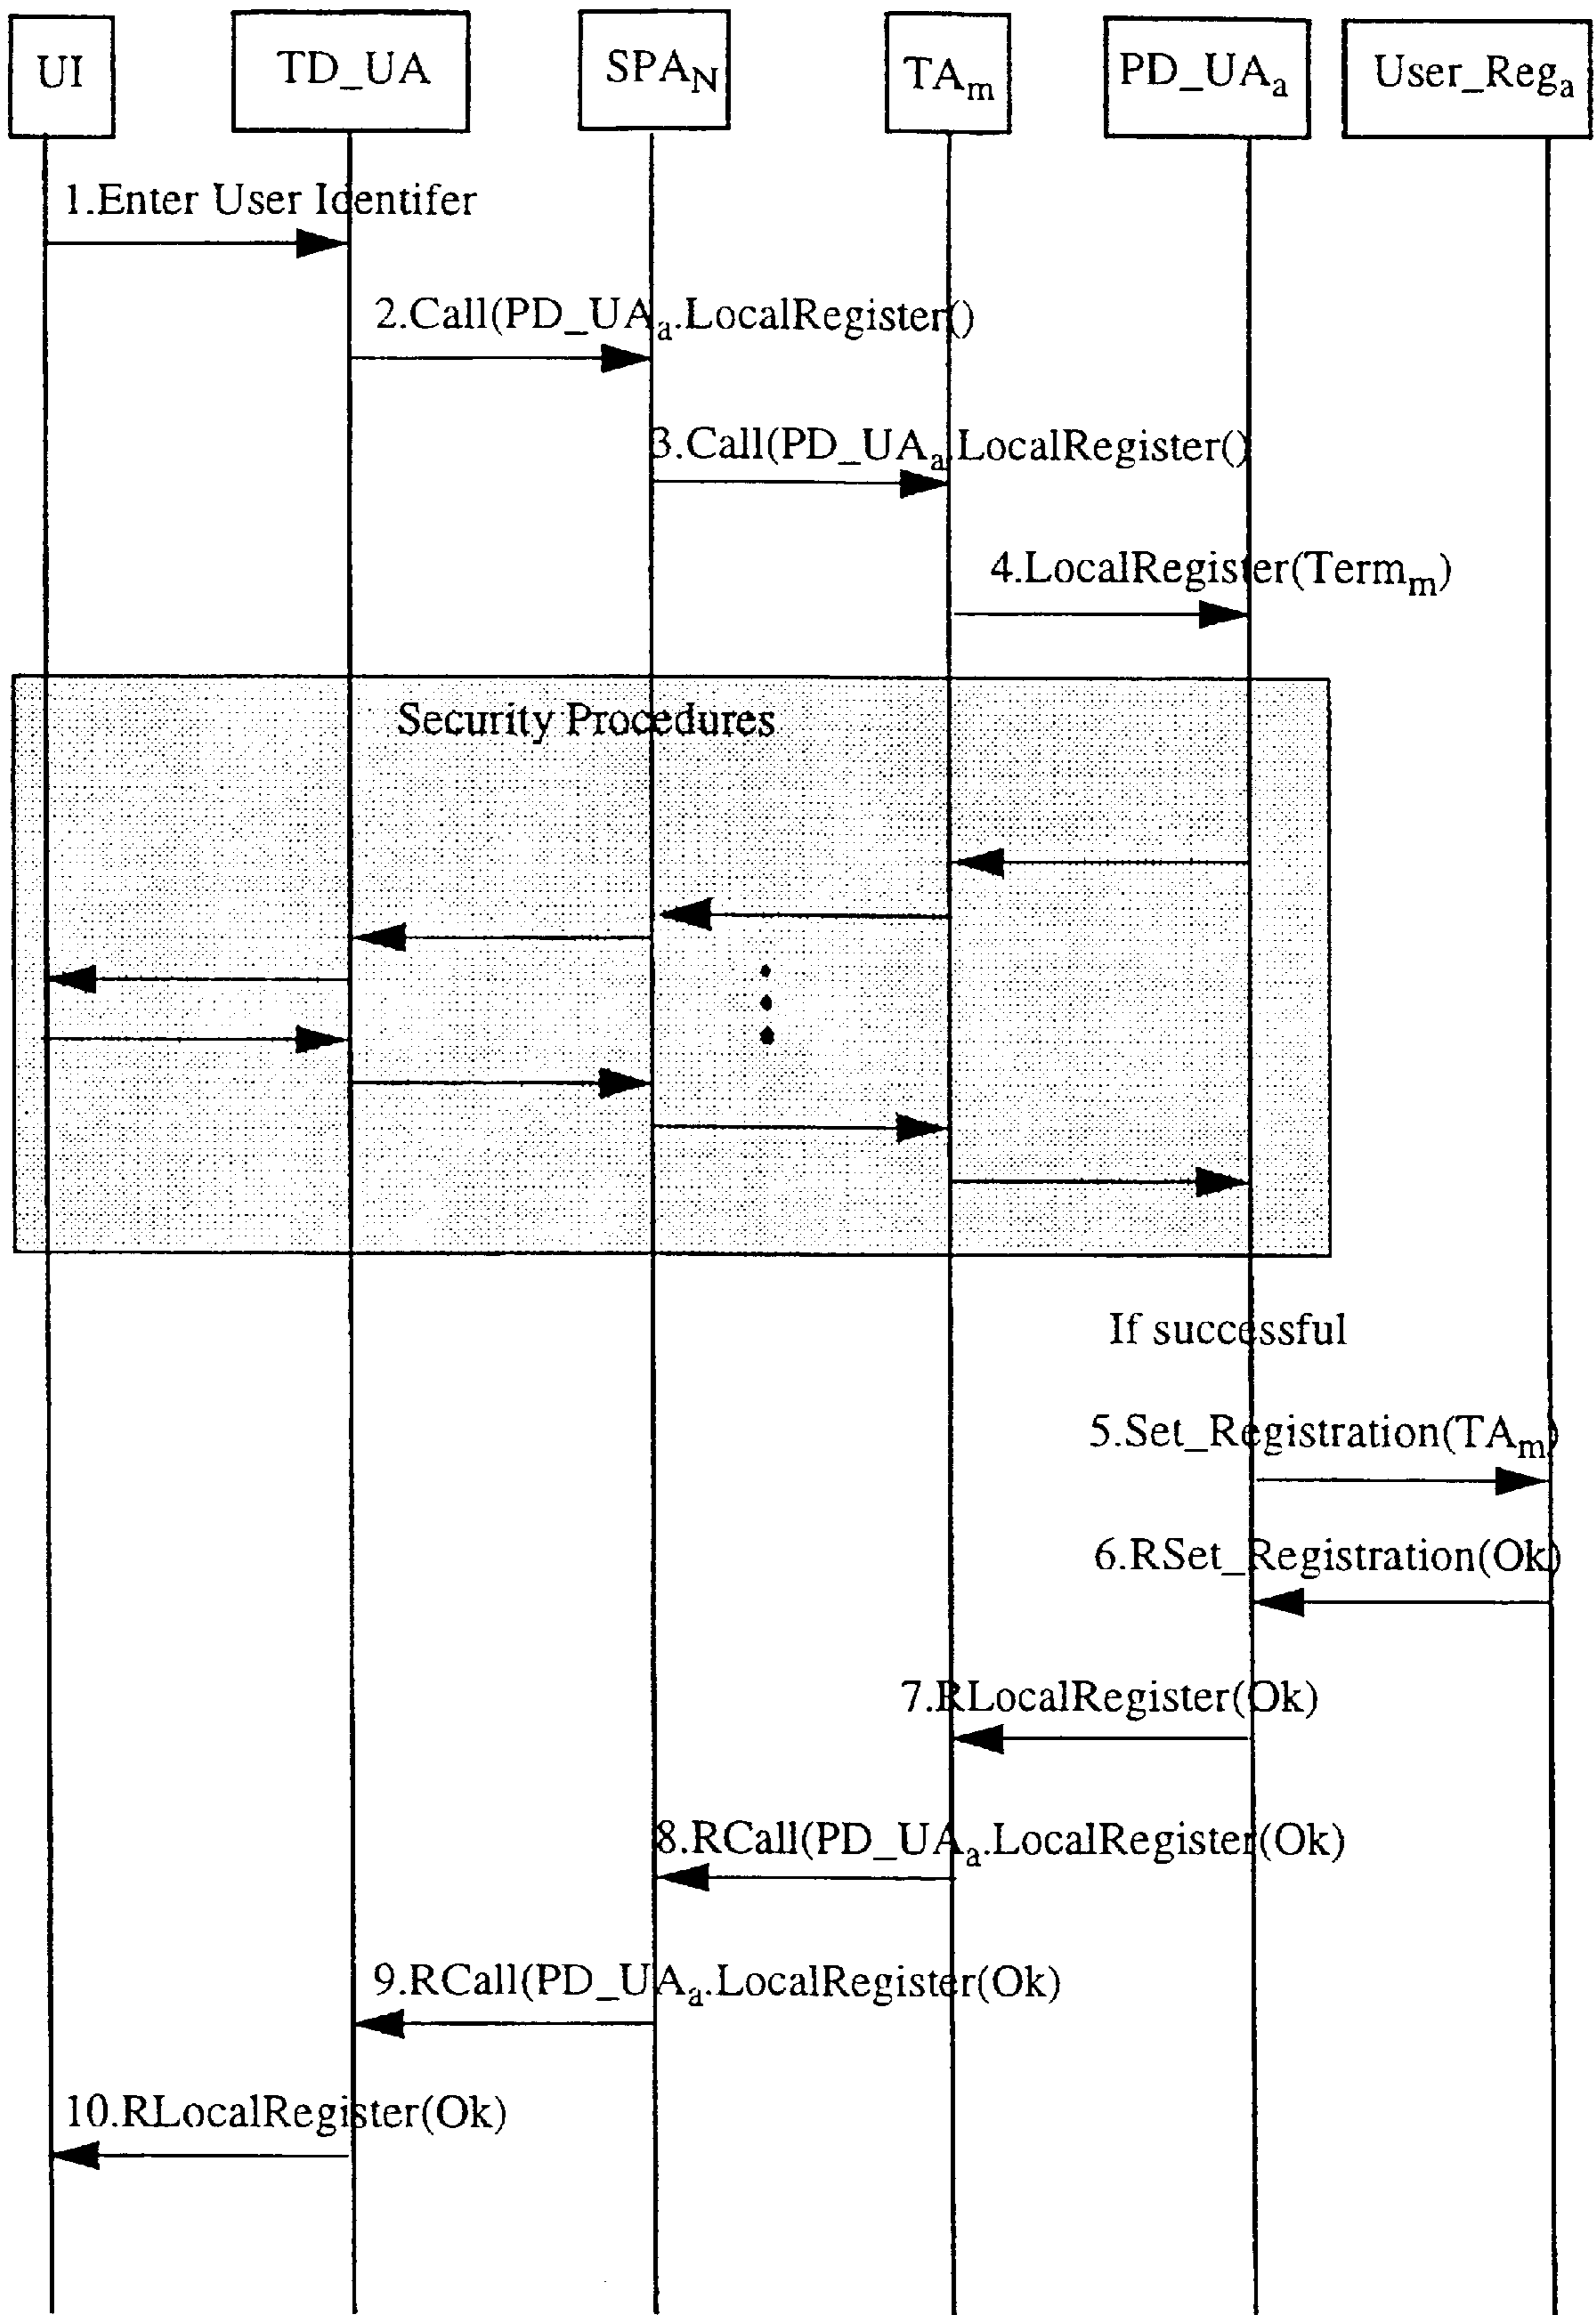 UI
TD_UA
SPA_N
TA_m
PD_UA_a
User_Reg_a
1.Enter User Identifer
2.Call(PD_UA_a.LocalRegister()
3.Call(PD_UA_a.LocalRegister()
4.LocalRegister(Term_m)
Security Procedures
If successful
5.Set_Registration(TA_m)
6.RSet_Registration(Ok)
7.RLocalRegister(Ok)
8.RCall(PD_UA_a.LocalRegister(Ok)
9.RCall(PD_UA_a.LocalRegister(Ok)
10.RLocalRegister(Ok)